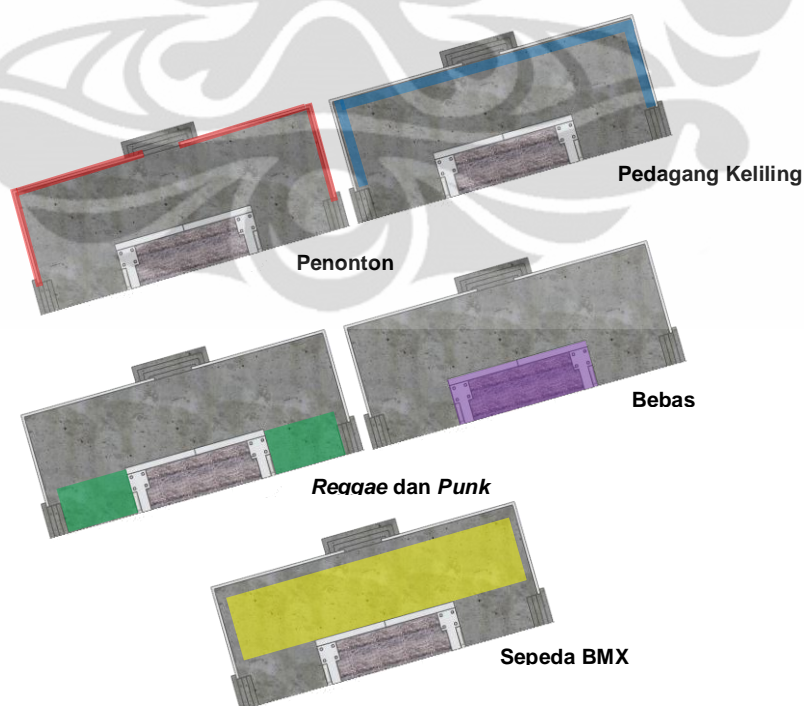 Pedagang Keliling
Penonton
Bebas
Reggae dan Punk
Sepeda BMX